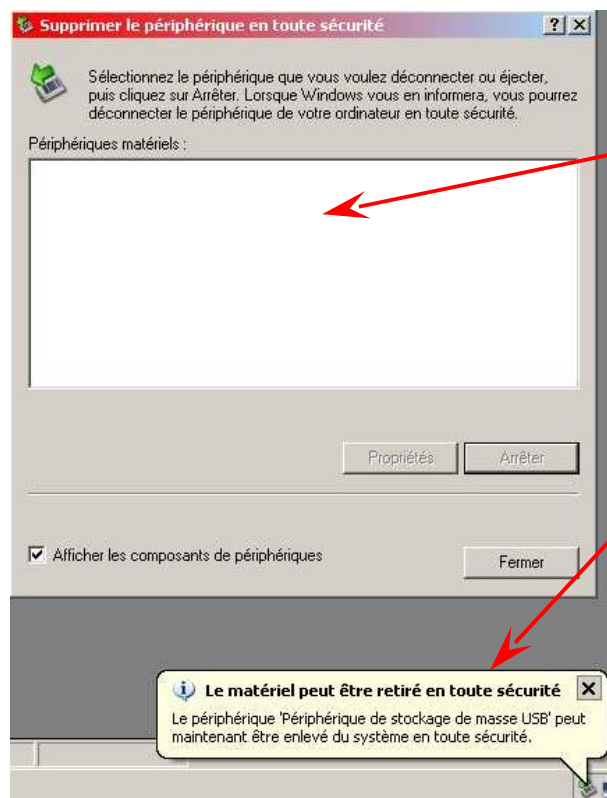 Supprimer le périphérique en toute sécurité
Sélectionnez le périphérique que vous voulez déconnecter ou éjecter,
puis cliquez sur Arrêter. Lorsque Windows vous en informera, vous pourrez
déconnecter le périphérique de votre ordinateur en toute sécurité.
Périphériques matériels :
Propriétés
Arrêter
Afficher les composants de périphériques
Fermer
Le matériel peut être retiré en toute sécurité
Le périphérique 'Périphérique de stockage de masse USB' peut
maintenant être enlevé du système en toute sécurité.